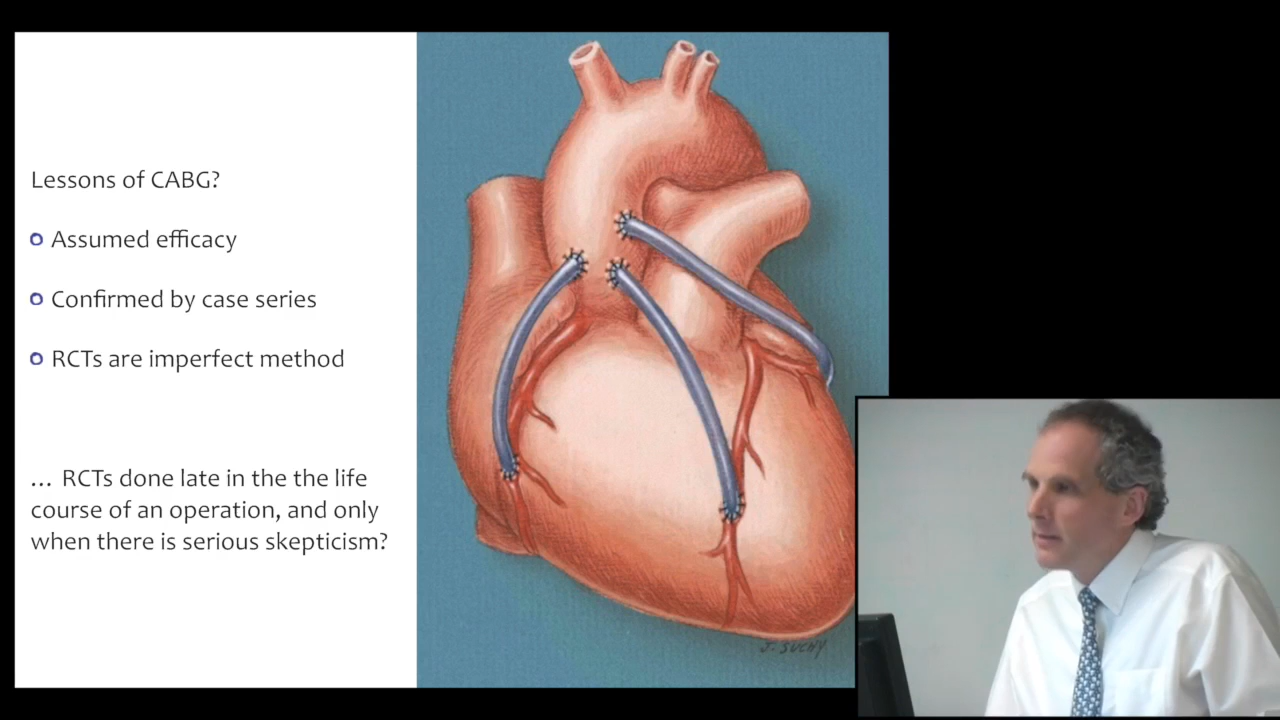 Lessons of CABG?
Assumed efficacy
Confirmed by case series
RCTs are imperfect method
... RCTs done late in the the life
course of an operation, and only
when there is serious skepticism?
J. SUCHY